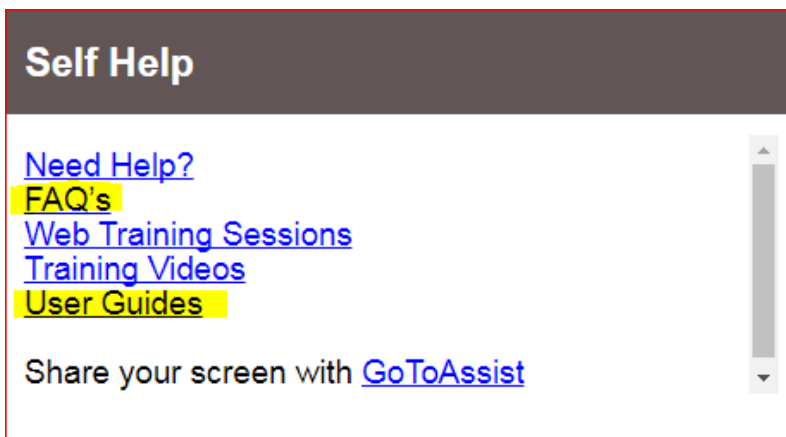 Self Help
Need Help?
FAQ's
Web Training Sessions
Training Videos
User Guides
Share your screen with GoToAssist